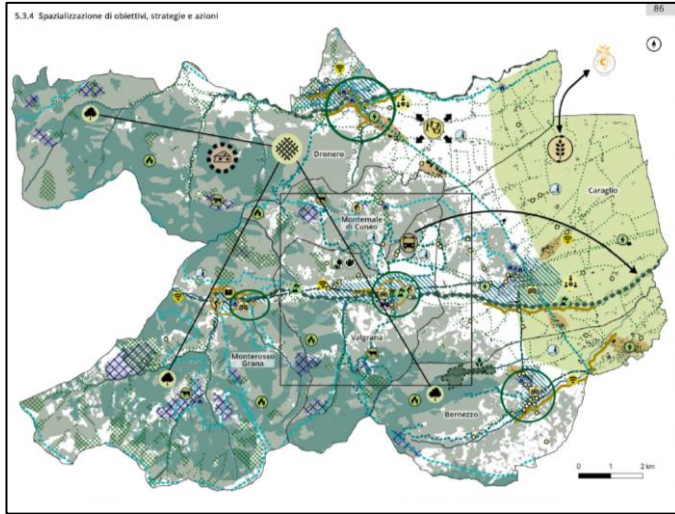 5.3.4 Spazializzazione di obiettivi, strategie e azioni
86
Dronero
Caraglio
Montemale
di Cuneo
Valgrana
Monterosso
Grana
Bernezzo
0 1 2 km